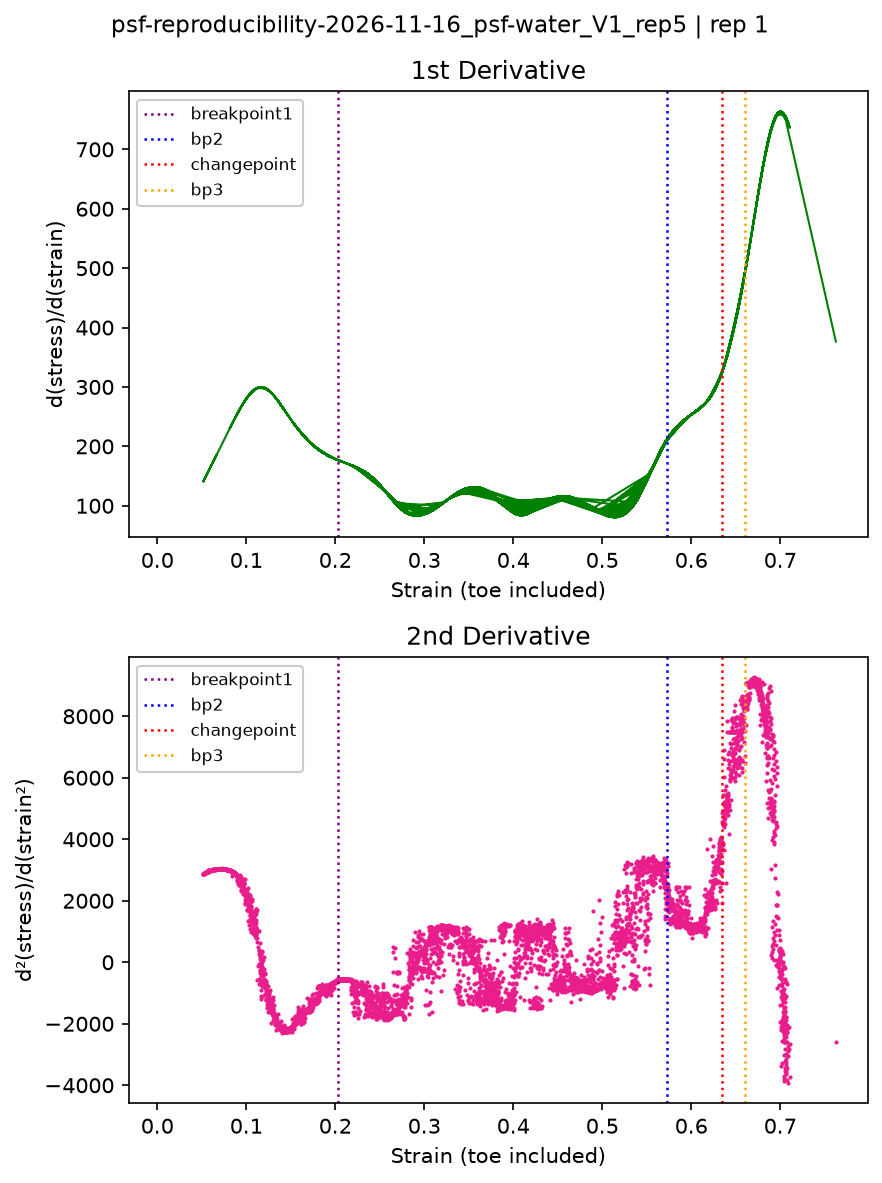 psf-reproducibility-2026-11-16_psf-water_V1_rep5 | rep 1
1st Derivative
breakpoint1
bp2
changepoint
bp3
d(stress)/d(strain)
700
600
500
400
300
200
100
0.0 0.1 0.2 0.3 0.4 0.5 0.6 0.7
Strain (toe included)
2nd Derivative
breakpoint1
bp2
changepoint
bp3
d²(stress)/d(strain²)
8000
6000
4000
2000
0
−2000
−4000
0.0 0.1 0.2 0.3 0.4 0.5 0.6 0.7
Strain (toe included)